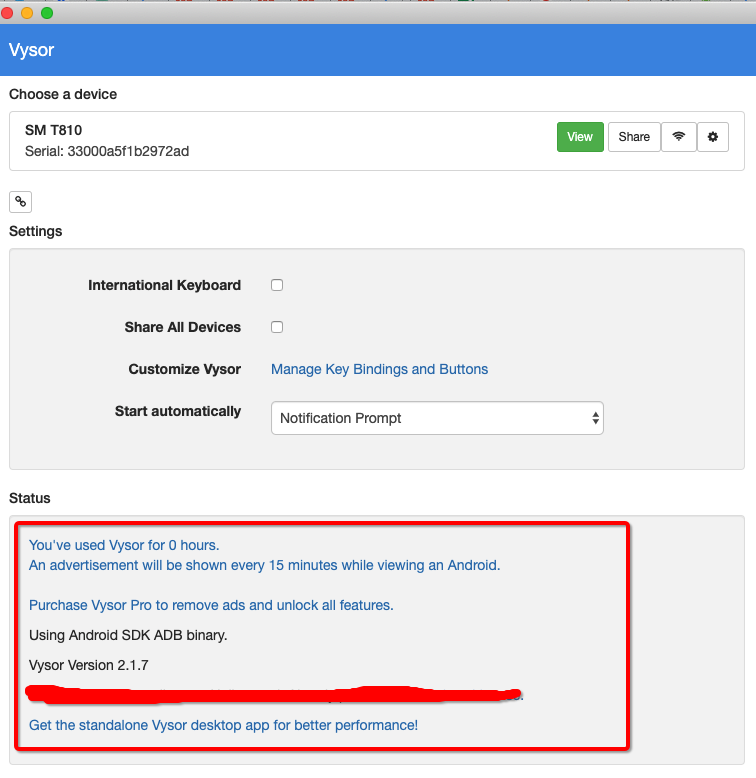 Vysor
Choose a device
SM T810
Serial: 33000a5f1b2972ad
View
Share
Settings
International Keyboard
Share All Devices
Customize Vysor
Manage Key Bindings and Buttons
Start automatically
Notification Prompt
Status
You've used Vysor for 0 hours.
An advertisement will be shown every 15 minutes while viewing an Android.
Purchase Vysor Pro to remove ads and unlock all features.
Using Android SDK ADB binary.
Vysor Version 2.1.7
Get the standalone Vysor desktop app for better performance!